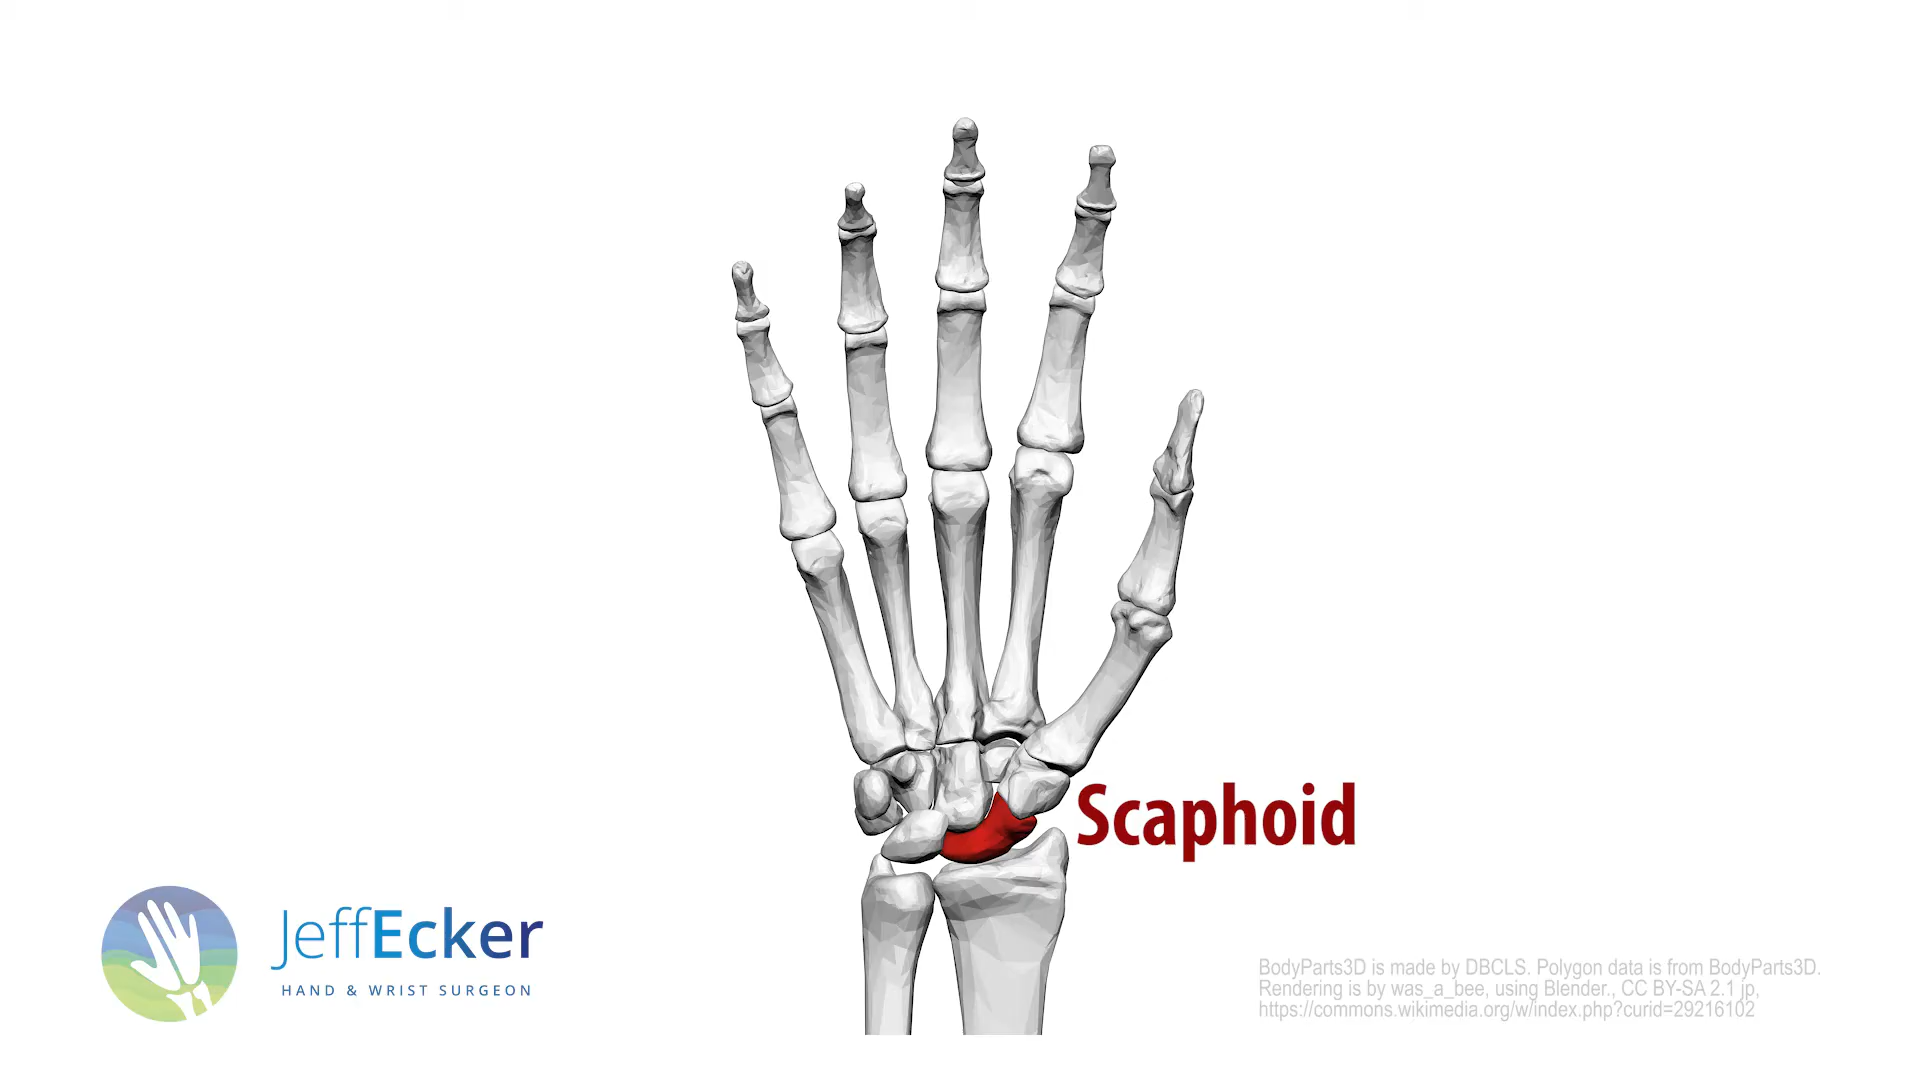 Scaphoid
JeffEcker
HAND & WRIST SURGEON
BodyParts3D is made by DBCLS. Polygon data is from BodyParts3D.
Rendering is by was_a_bee, using Blender., CC BY-SA 2.1 jp,
https://commons.wikimedia.org/w/index.php?curid=29216102